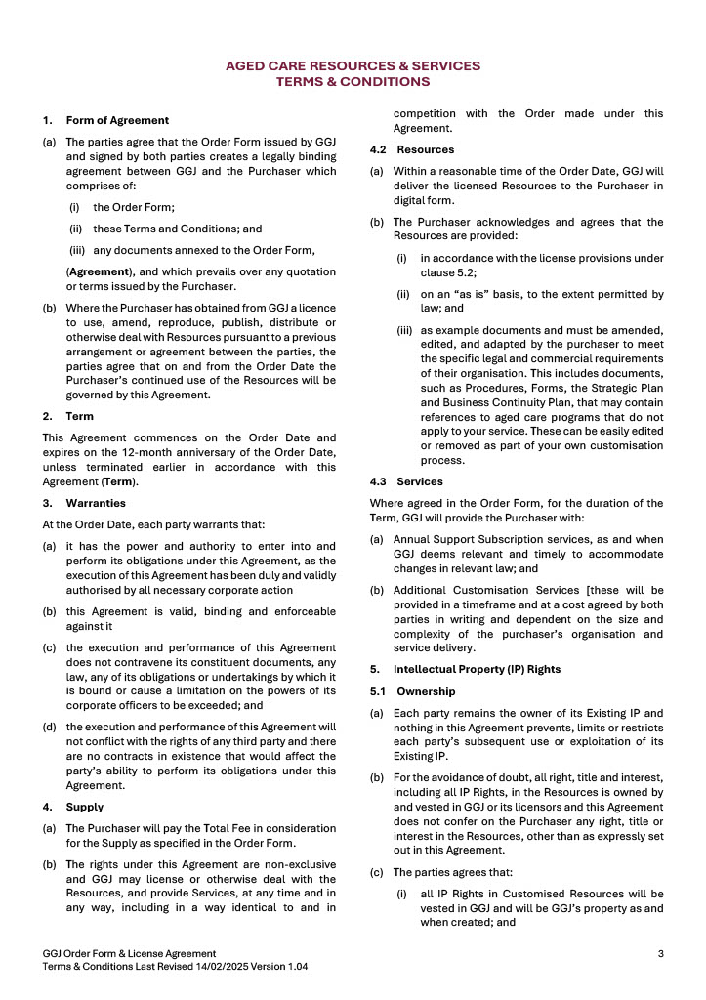 AGED CARE RESOURCES & SERVICES
TERMS & CONDITIONS
1. Form of Agreement
(a) The parties agree that the Order Form issued by GGJ
and signed by both parties creates a legally binding
agreement between GGJ and the Purchaser which
comprises of:
(i) the Order Form;
(ii) these Terms and Conditions; and
(iii) any documents annexed to the Order Form,
(Agreement), and which prevails over any quotation
or terms issued by the Purchaser.
(b) Where the Purchaser has obtained from GGJ a licence
to use, amend, reproduce, publish, distribute or
otherwise deal with Resources pursuant to a previous
arrangement or agreement between the parties, the
parties agree that on and from the Order Date the
Purchaser's continued use of the Resources will be
governed by this Agreement.
2. Term
This Agreement commences on the Order Date and
expires on the 12-month anniversary of the Order Date,
unless terminated earlier in accordance with this
Agreement (Term).
3. Warranties
At the Order Date, each party warrants that:
(a) it has the power and authority to enter into and
perform its obligations under this Agreement, as the
execution of this Agreement has been duly and validly
authorised by all necessary corporate action
(b) this Agreement is valid, binding and enforceable
against it
(c) the execution and performance of this Agreement
does not contravene its constituent documents, any
law, any of its obligations or undertakings by which it
is bound or cause a limitation on the powers of its
corporate officers to be exceeded; and
(d) the execution and performance of this Agreement will
not conflict with the rights of any third party and there
are no contracts in existence that would affect the
party's ability to perform its obligations under this
Agreement.
4. Supply
(a) The Purchaser will pay the Total Fee in consideration
for the Supply as specified in the Order Form.
(b) The rights under this Agreement are non-exclusive
and GGJ may license or otherwise deal with the
Resources, and provide Services, at any time and in
any way, including in a way identical to and in
competition with the Order made under this
Agreement.
4.2 Resources
(a) Within a reasonable time of the Order Date, GGJ will
deliver the licensed Resources to the Purchaser in
digital form.
(b) The Purchaser acknowledges and agrees that the
Resources are provided:
(i) in accordance with the license provisions under
clause 5.2;
(ii) on an “as is” basis, to the extent permitted by
law; and
(iii) as example documents and must be amended,
edited, and adapted by the purchaser to meet
the specific legal and commercial requirements
of their organisation. This includes documents,
such as Procedures, Forms, the Strategic Plan
and Business Continuity Plan, that may contain
references to aged care programs that do not
apply to your service. These can be easily edited
or removed as part of your own customisation
process.
4.3 Services
Where agreed in the Order Form, for the duration of the
Term, GGJ will provide the Purchaser with:
(a) Annual Support Subscription services, as and when
GGJ deems relevant and timely to accommodate
changes in relevant law; and
(b) Additional Customisation Services [these will be
provided in a timeframe and at a cost agreed by both
parties in writing and dependent on the size and
complexity of the purchaser's organisation and
service delivery.
5. Intellectual Property (IP) Rights
5.1 Ownership
(a) Each party remains the owner of its Existing IP and
nothing in this Agreement prevents, limits or restricts
each party's subsequent use or exploitation of its
Existing IP.
(b) For the avoidance of doubt, all right, title and interest,
including all IP Rights, in the Resources is owned by
and vested in GGJ or its licensors and this Agreement
does not confer on the Purchaser any right, title or
interest in the Resources, other than as expressly set
out in this Agreement.
(c) The parties agrees that:
(i) all IP Rights in Customised Resources will be
vested in GGJ and will be GGJ's property as and
when created; and
GGJ Order Form & License Agreement
Terms & Conditions Last Revised 14/02/2025 Version 1.04
3